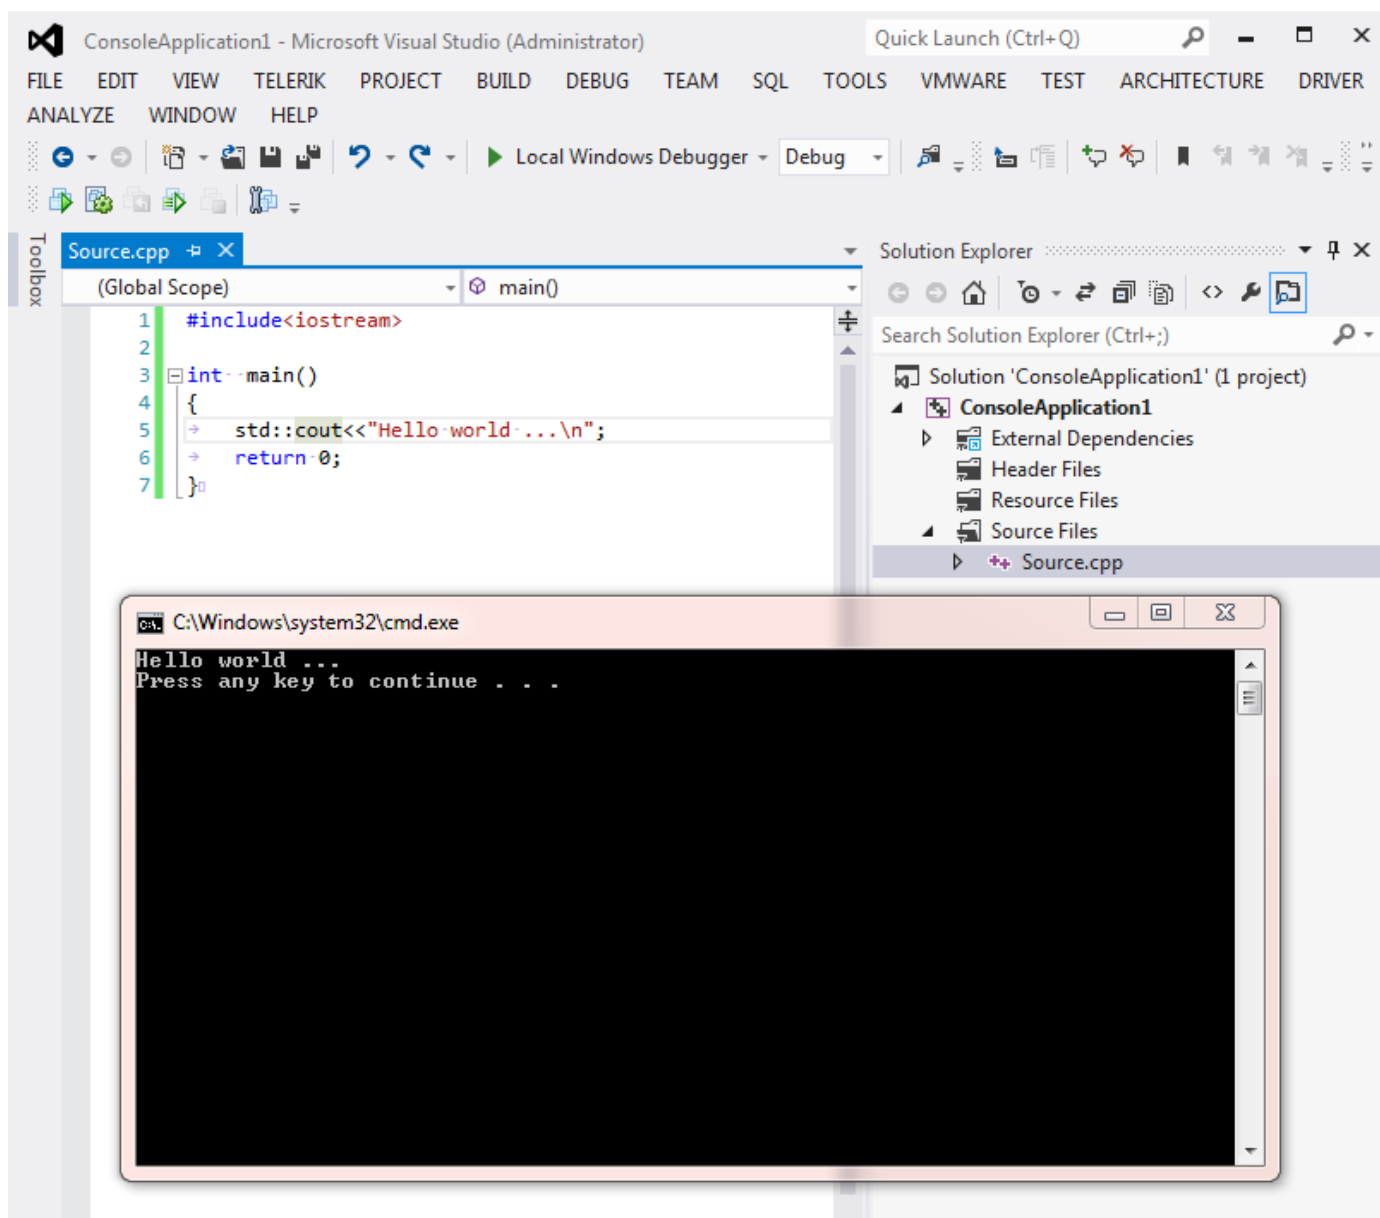 ConsoleApplication1 - Microsoft Visual Studio (Administrator) Quick Launch (Ctrl+Q)
FILE EDIT VIEW TELERIK PROJECT BUILD DEBUG TEAM SQL TOOLS VMWARE TEST ARCHITECTURE DRIVER
ANALYZE WINDOW HELP
Local Windows Debugger Debug
Toolbox
Source.cpp
(Global Scope) main()
1 #include<iostream>
2
3 int main()
4 {
5 std::cout<<"Hello world ...\n";
6 return 0;
7 }
Solution Explorer
Search Solution Explorer (Ctrl+;)
Solution 'ConsoleApplication1' (1 project)
ConsoleApplication1
External Dependencies
Header Files
Resource Files
Source Files
Source.cpp
C:\Windows\system32\cmd.exe
Hello world ...
Press any key to continue . . .